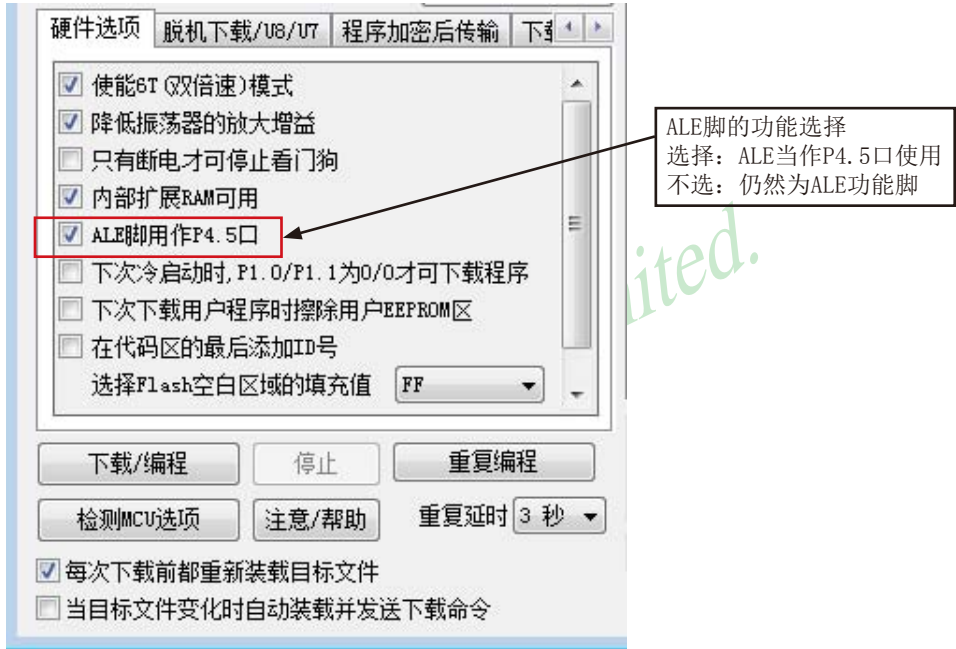 硬件选项 脱机下载/U8/U7 程序加密后传输
使能6T(双倍速)模式
降低振荡器的放大增益
只有断电才可停止看门狗
内部扩展RAM可用
ALE脚用作P4.5口
下次冷启动时,P1.0/P1.1为0/0才可下载程序
下次下载用户程序时擦除用户EEPROM区
在代码区的最后添加ID号
选择Flash空白区域的填充值 FF
ALE脚的功能选择
选择: ALE当作P4.5口使用
不选: 仍然为ALE功能脚
下载/编程 停止 重复编程
检测MCU选项 注意/帮助 重复延时 3 秒
每次下载前都重新装载目标文件
当目标文件变化时自动装载并发送下载命令